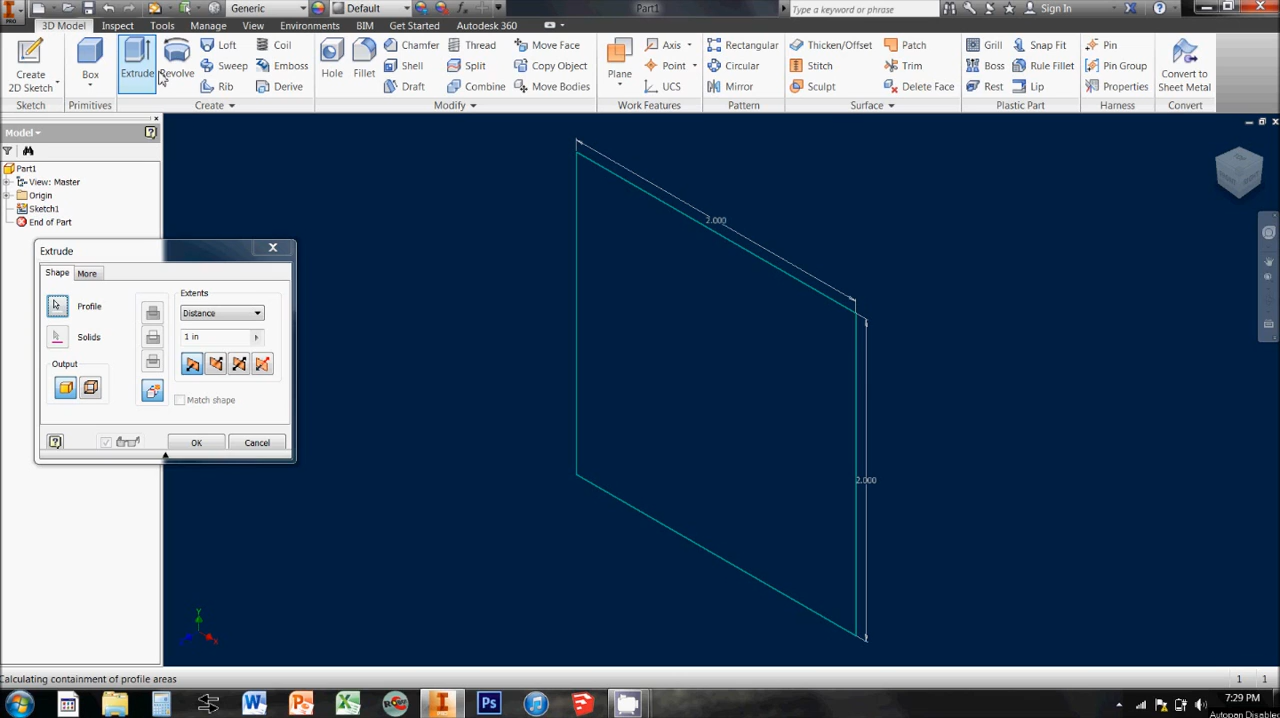 Generic
Default
Part1
Type a keyword or phrase
Sign In
PRO
3D Model
Inspect
Tools
Manage
View
Environments
BIM
Get Started
Autodesk 360
Create
2D Sketch
Box
Extrude
Revolve
Loft
Sweep
Rib
Coil
Emboss
Derive
Hole
Fillet
Chamfer
Shell
Draft
Thread
Split
Combine
Move Face
Copy Object
Move Bodies
Plane
Axis
Point
UCS
Rectangular
Circular
Mirror
Thicken/Offset
Stitch
Sculpt
Patch
Trim
Delete Face
Grill
Boss
Rest
Snap Fit
Rule Fillet
Lip
Pin
Pin Group
Properties
Convert to
Sheet Metal
Sketch
Primitives
Create
Modify
Work Features
Pattern
Surface
Plastic Part
Harness
Convert
Model
Part1
View: Master
Origin
Sketch1
End of Part
Extrude
Shape
More
Profile
Solids
Output
Extents
Distance
1 in
Match shape
OK
Cancel
2.000
2.000
Y
X
Calculating containment of profile areas
1
1
7:29 PM
Autopan Disabled